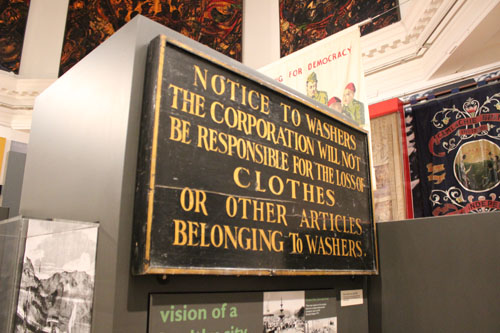 NG FOR DEMOCRACY
NOTICE TO WASHERS
THE CORPORATION WILL NOT
BE RESPONSIBLE FOR THE LOSS OF
CLOTHES
OR OTHER ARTICLES
BELONGING TO WASHERS.
vision of a